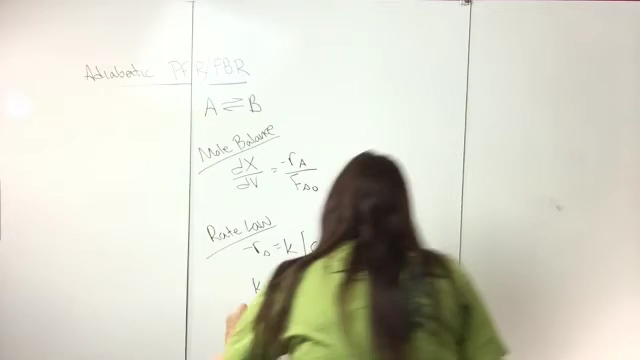 Adiabatic PFR/PBR
A ⇌ B
Mole Balance
dX/dV = -rA/FA0
Rate Law
-rA = k [C
k